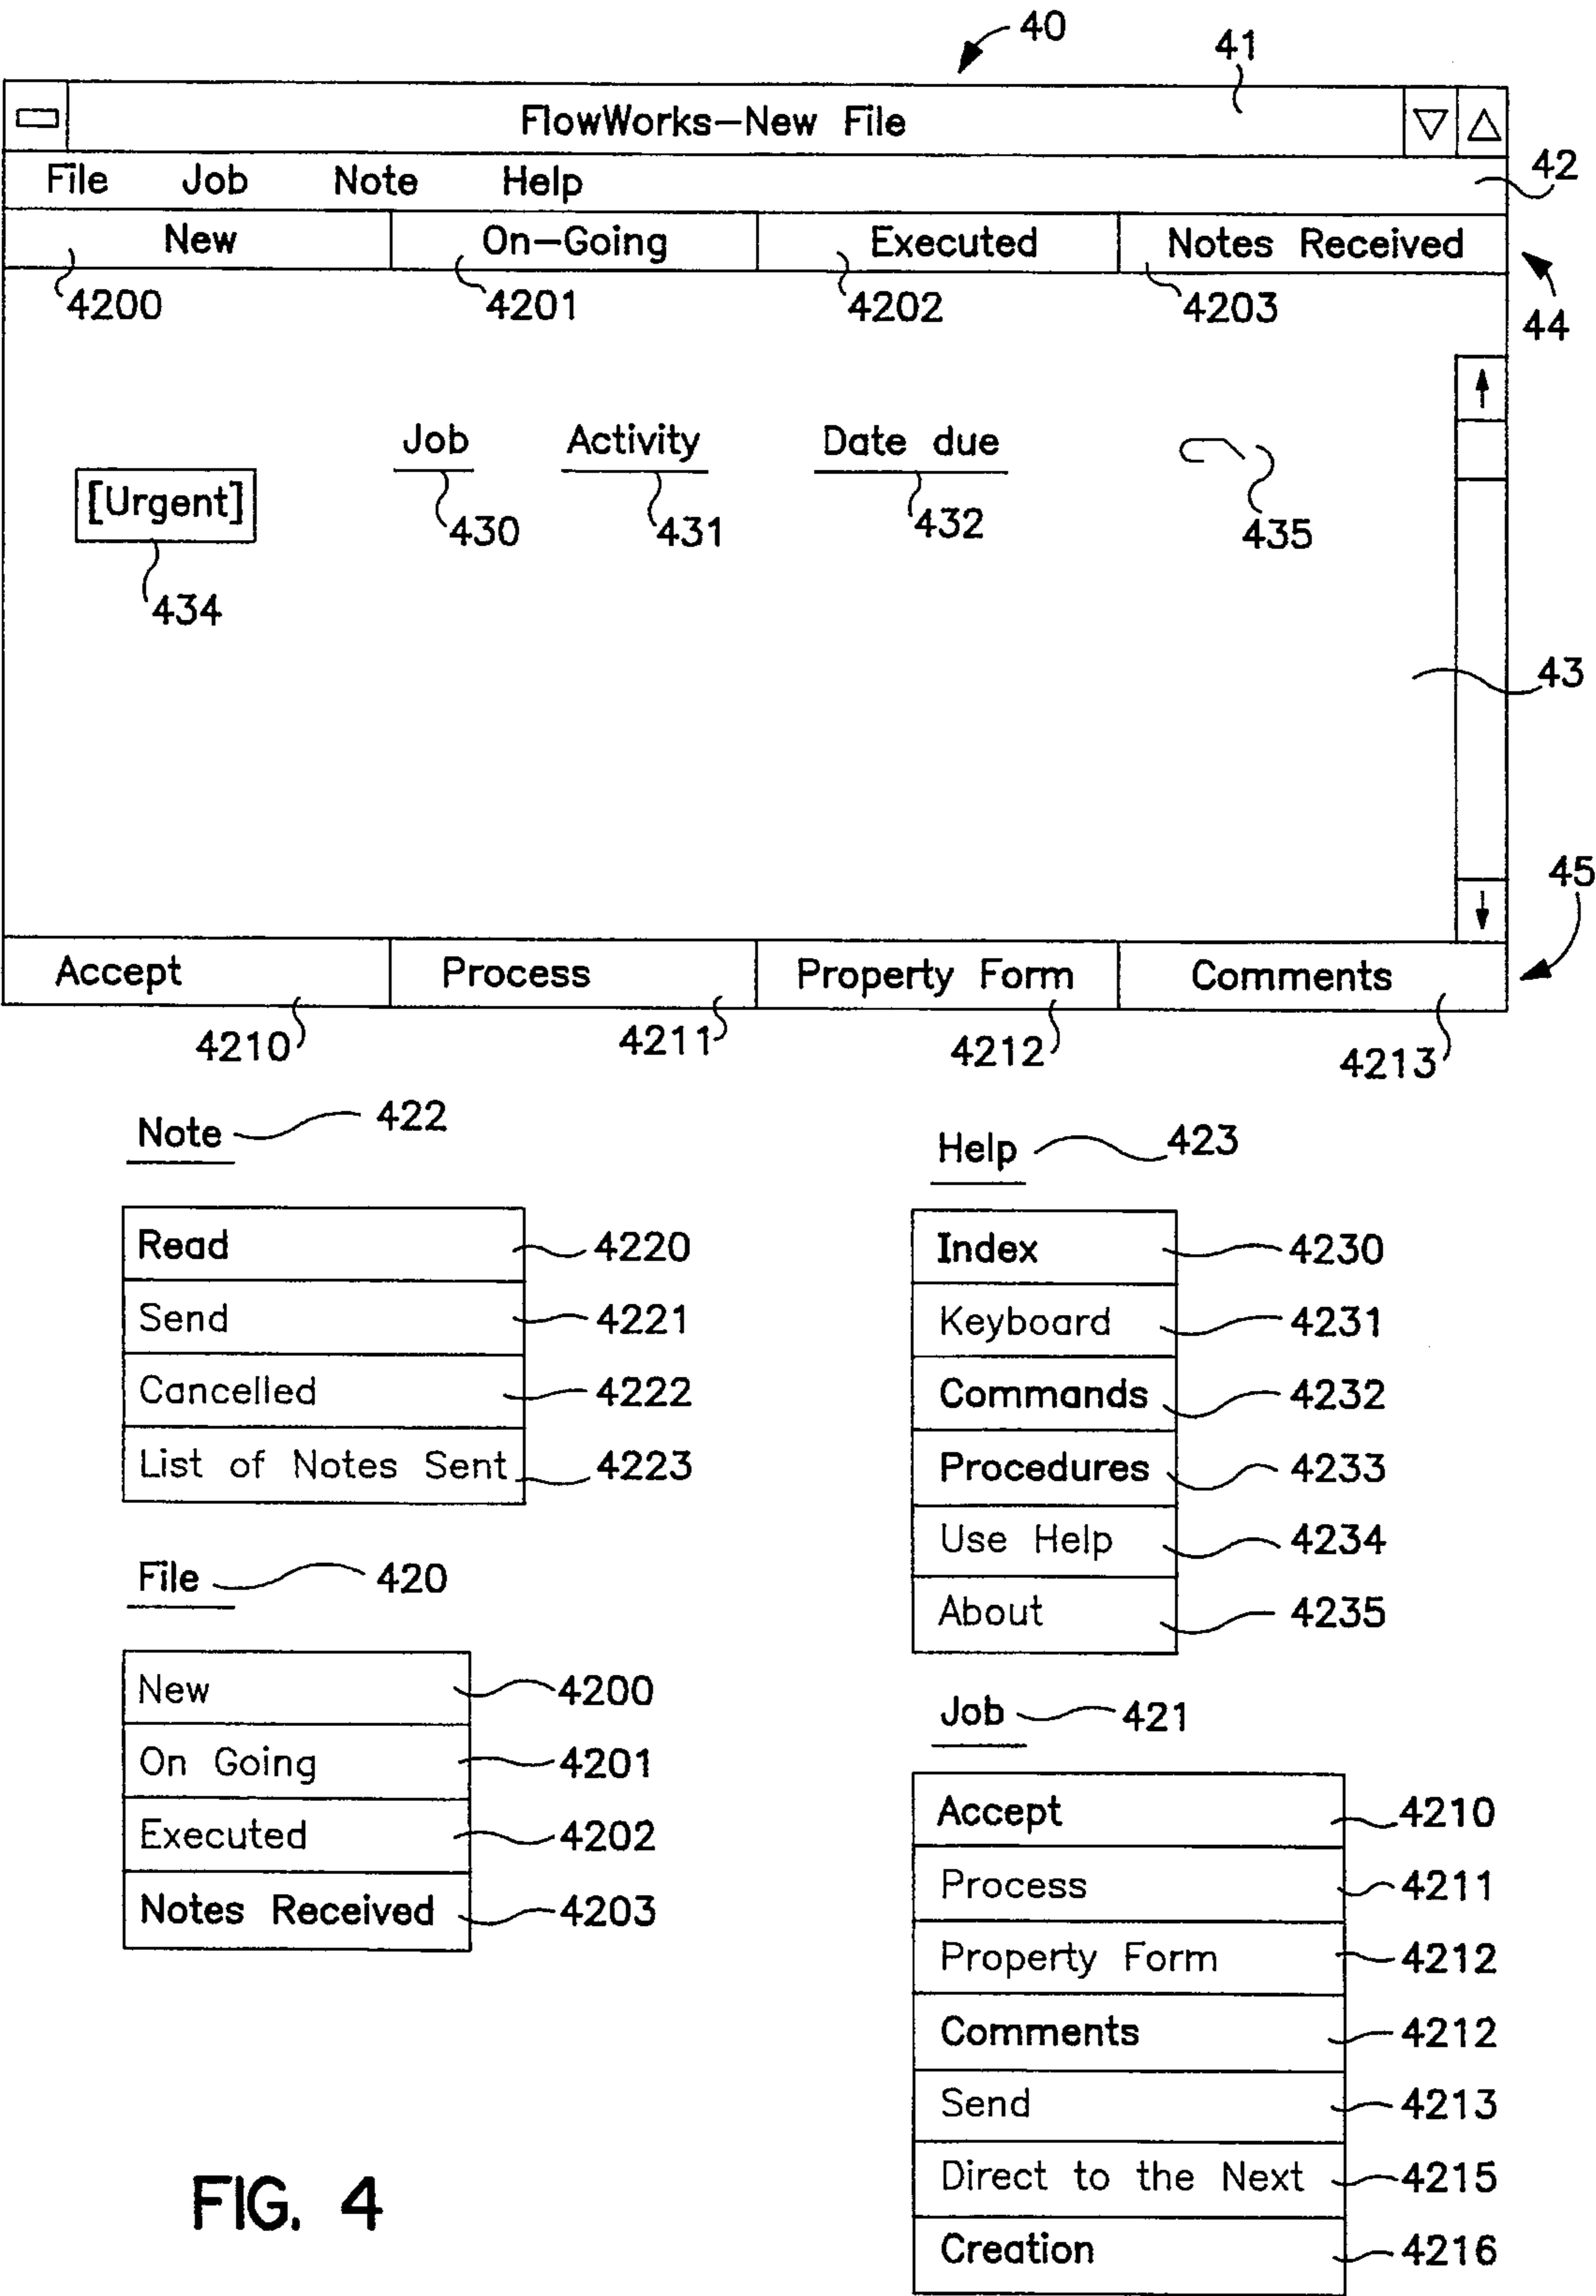 40
41
FlowWorks-New File
42
File Job Note Help
New On-Going Executed Notes Received
4200 4201 4202 4203
44
Job Activity Date due
[Urgent]
430 431 432 435
434
43
45
Accept Process Property Form Comments
4210 4211 4212 4213
Note 422
Read 4220
Send 4221
Cancelled 4222
List of Notes Sent 4223
File 420
New 4200
On Going 4201
Executed 4202
Notes Received 4203
Help 423
Index 4230
Keyboard 4231
Commands 4232
Procedures 4233
Use Help 4234
About 4235
Job 421
Accept 4210
Process 4211
Property Form 4212
Comments 4212
Send 4213
Direct to the Next 4215
Creation 4216
FIG. 4